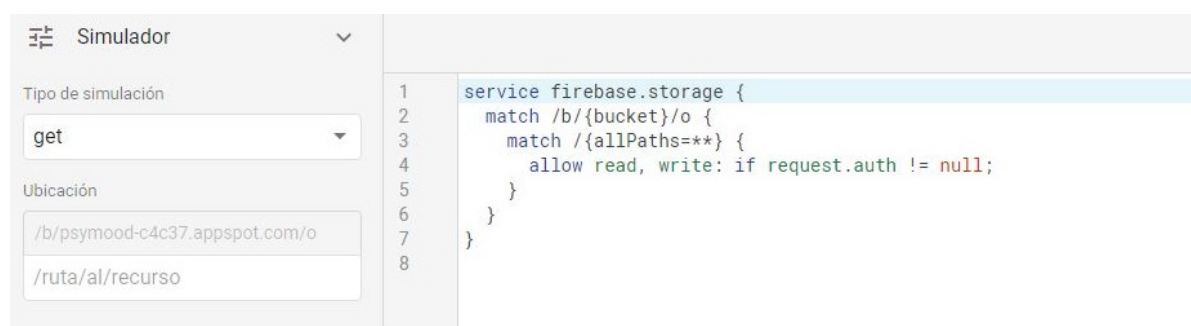 Simulador
Tipo de simulación
get
Ubicación
/b/psymood-c4c37.appspot.com/o
/ruta/al/recurso
1 service firebase.storage {
2   match /b/{bucket}/o {
3     match /{allPaths=**} {
4       allow read, write: if request.auth != null;
5     }
6   }
7 }
8